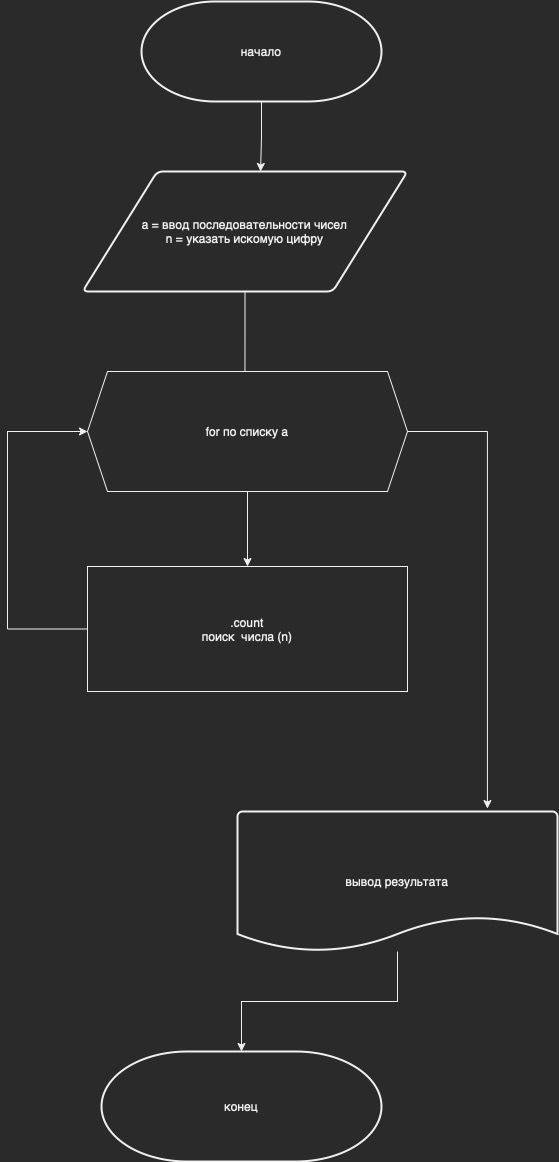 начало
a = ввод последовательности чисел
n = указать искомую цифру
for по списку a
.count
поиск числа (n)
вывод результата
конец